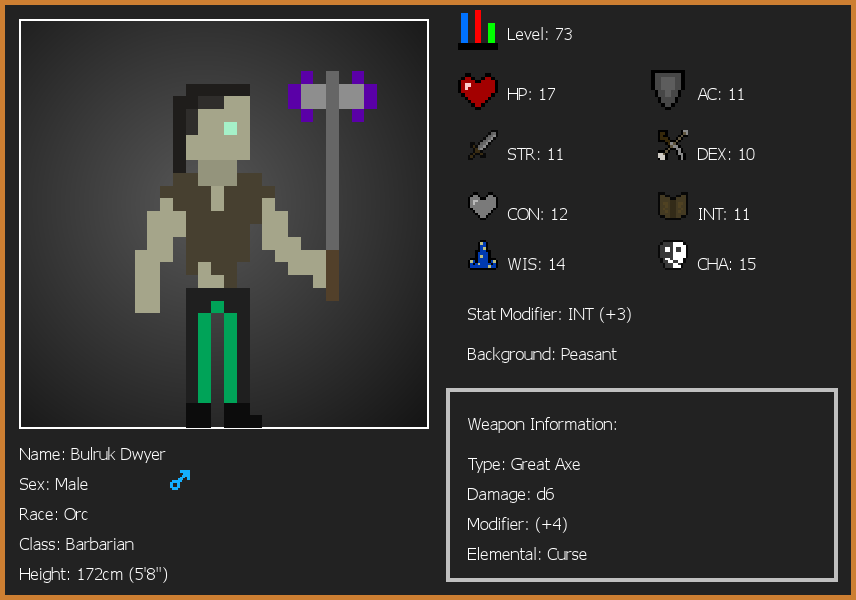 Level: 73
HP: 17
AC: 11
STR: 11
DEX: 10
CON: 12
INT: 11
WIS: 14
CHA: 15
Stat Modifier: INT (+3)
Background: Peasant
Weapon Information:
Type: Great Axe
Damage: d6
Modifier: (+4)
Elemental: Curse
Name: Bulruk Dwyer
Sex: Male
Race: Orc
Class: Barbarian
Height: 172cm (5'8")